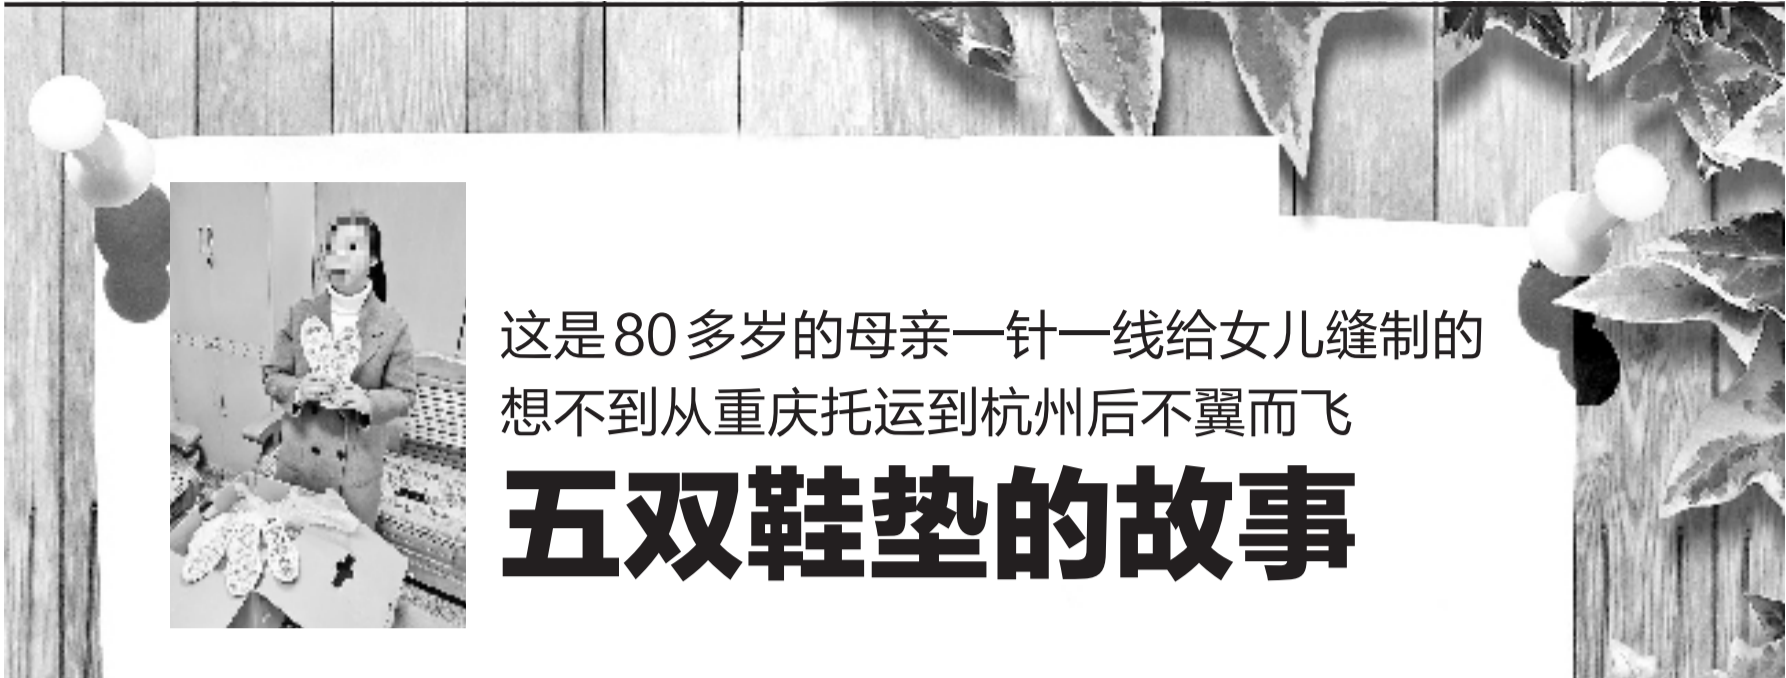 这是80多岁的母亲一针一线给女儿缝制的
想不到从重庆托运到杭州后不翼而飞
五双鞋垫的故事